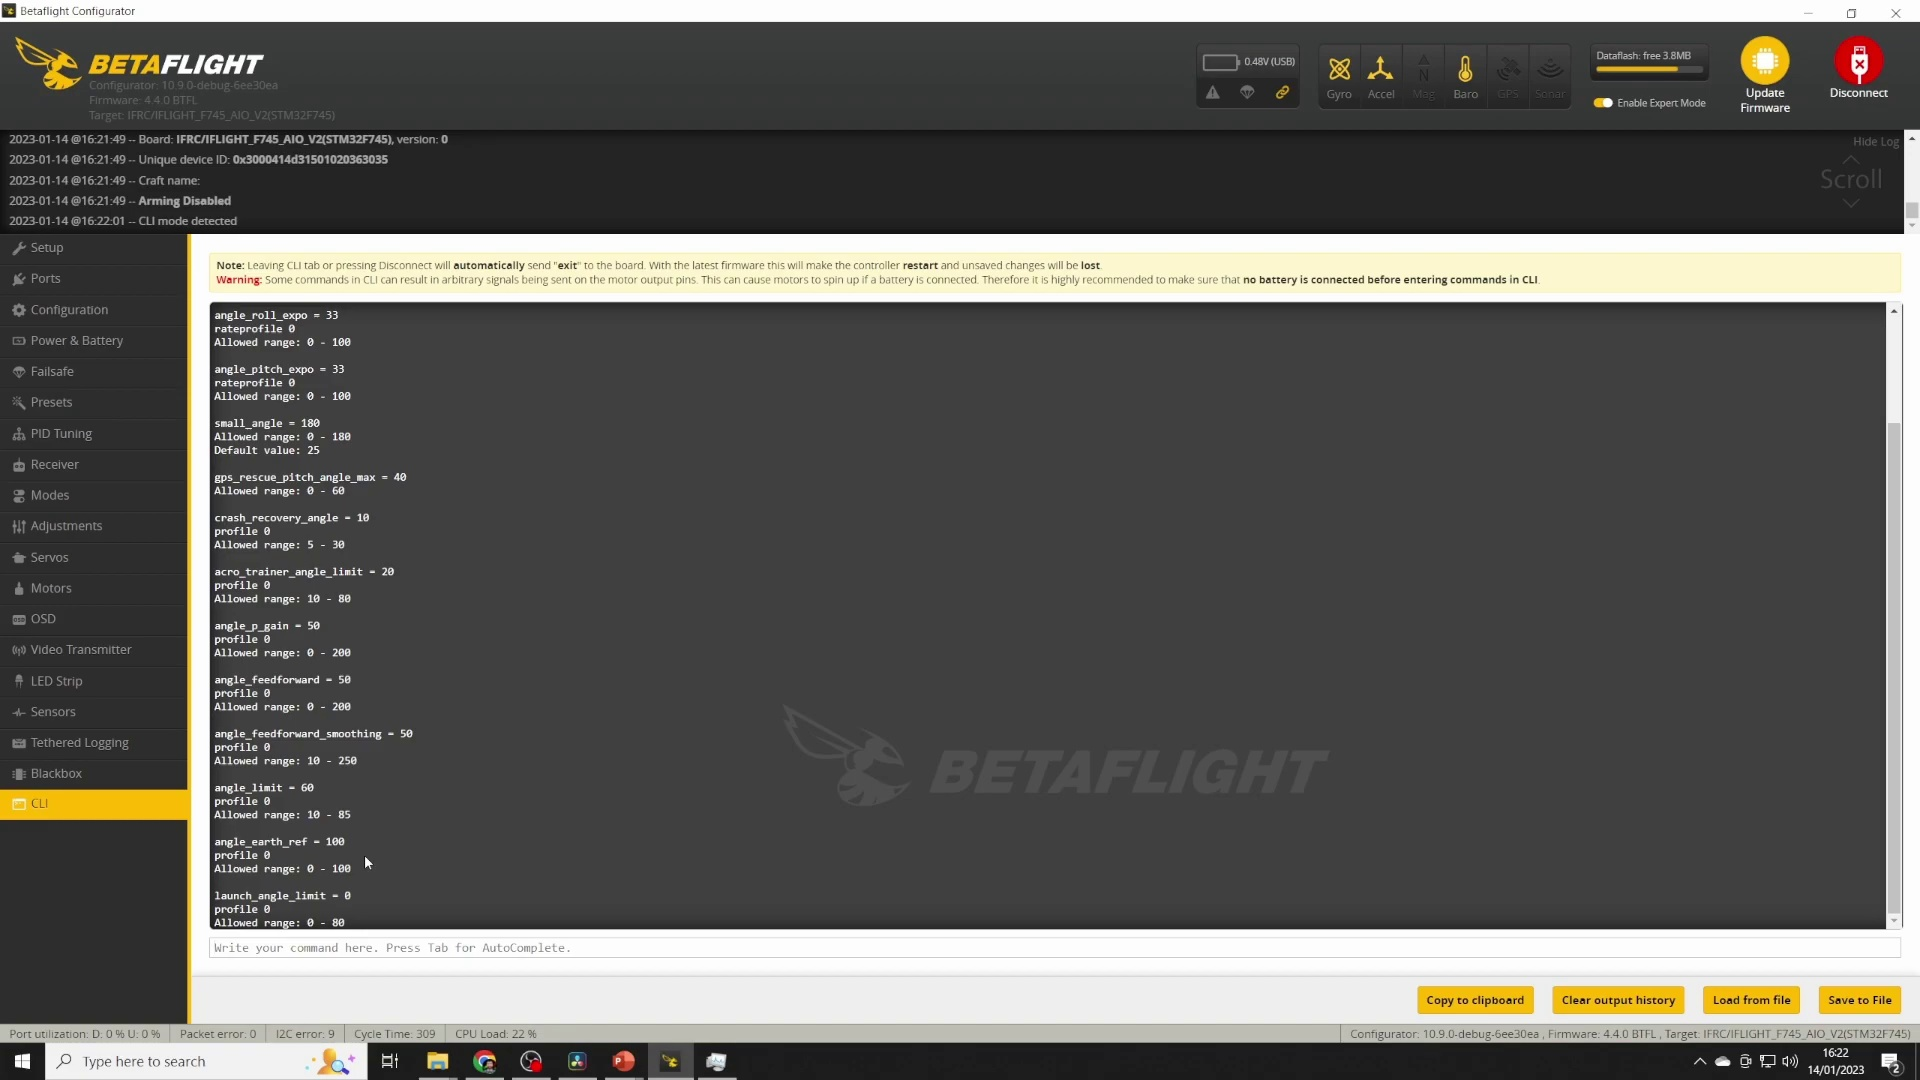 Betaflight Configurator
BETAFLIGHT
Configurator: 10.9.0-debug-6ee30ea
Firmware: 4.4.0 BTFL
Target: IFRC/IFLIGHT_F745_AIO_V2(STM32F745)
0.48V (USB)
Gyro
Accel
Mag
Baro
GPS
Sonar
Dataflash: free 3.8MB
Enable Expert Mode
Update
Firmware
Disconnect
2023-01-14 @16:21:49 -- Board: IFRC/IFLIGHT_F745_AIO_V2(STM32F745), version: 0
2023-01-14 @16:21:49 -- Unique device ID: 0x3000414d31501020363035
2023-01-14 @16:21:49 -- Craft name:
2023-01-14 @16:21:49 -- Arming Disabled
2023-01-14 @16:22:01 -- CLI mode detected
Hide Log
Scroll
Setup
Ports
Configuration
Power & Battery
Failsafe
Presets
PID Tuning
Receiver
Modes
Adjustments
Servos
Motors
OSD
Video Transmitter
LED Strip
Sensors
Tethered Logging
Blackbox
CLI
Note: Leaving CLI tab or pressing Disconnect will automatically send "exit" to the board. With the latest firmware this will make the controller restart and unsaved changes will be lost.
Warning: Some commands in CLI can result in arbitrary signals being sent on the motor output pins. This can cause motors to spin up if a battery is connected. Therefore it is highly recommended to make sure that no battery is connected before entering commands in CLI.
angle_roll_expo = 33
rateprofile 0
Allowed range: 0 - 100
angle_pitch_expo = 33
rateprofile 0
Allowed range: 0 - 100
small_angle = 180
Allowed range: 0 - 180
Default value: 25
gps_rescue_pitch_angle_max = 40
Allowed range: 0 - 60
crash_recovery_angle = 10
profile 0
Allowed range: 5 - 30
acro_trainer_angle_limit = 20
profile 0
Allowed range: 10 - 80
angle_p_gain = 50
profile 0
Allowed range: 0 - 200
angle_feedforward = 50
profile 0
Allowed range: 0 - 200
angle_feedforward_smoothing = 50
profile 0
Allowed range: 10 - 250
angle_limit = 60
profile 0
Allowed range: 10 - 85
angle_earth_ref = 100
profile 0
Allowed range: 0 - 100
launch_angle_limit = 0
profile 0
Allowed range: 0 - 80
BETAFLIGHT
Write your command here. Press Tab for AutoComplete.
Copy to clipboard
Clear output history
Load from file
Save to File
Port utilization: D: 0 % U: 0 %
Packet error: 0
I2C error: 9
Cycle Time: 309
CPU Load: 22 %
Configurator: 10.9.0-debug-6ee30ea , Firmware: 4.4.0 BTFL , Target: IFRC/IFLIGHT_F745_AIO_V2(STM32F745)
Type here to search
16:22
14/01/2023
2